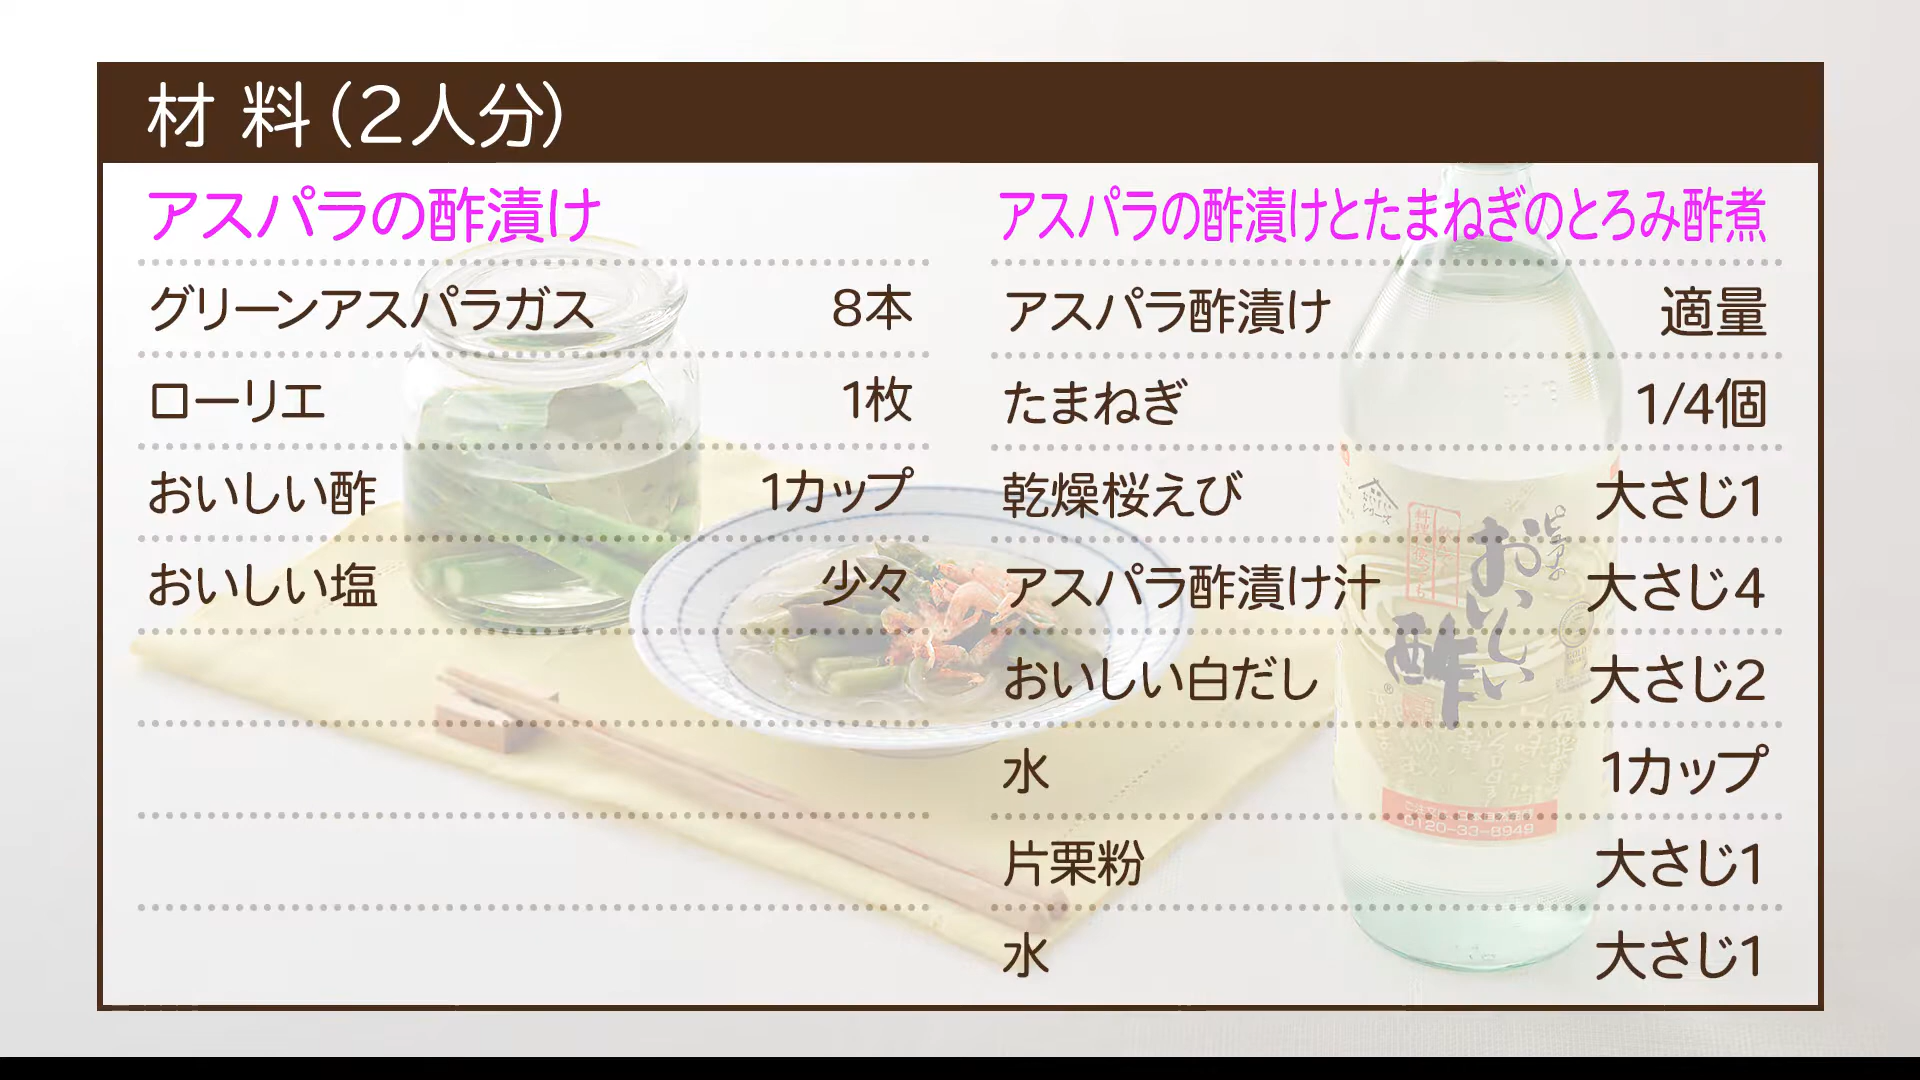 材 料（2人分）
アスパラの酢漬け
グリーンアスパラガス 8本
ローリエ 1枚
おいしい酢 1カップ
おいしい塩 少々
アスパラの酢漬けとたまねぎのとろみ酢煮
アスパラ酢漬け 適量
たまねぎ 1/4個
乾燥桜えび 大さじ1
アスパラ酢漬け汁 大さじ4
おいしい白だし 大さじ2
水 1カップ
片栗粉 大さじ1
水 大さじ1
おいしい
酢
0120-33-8949